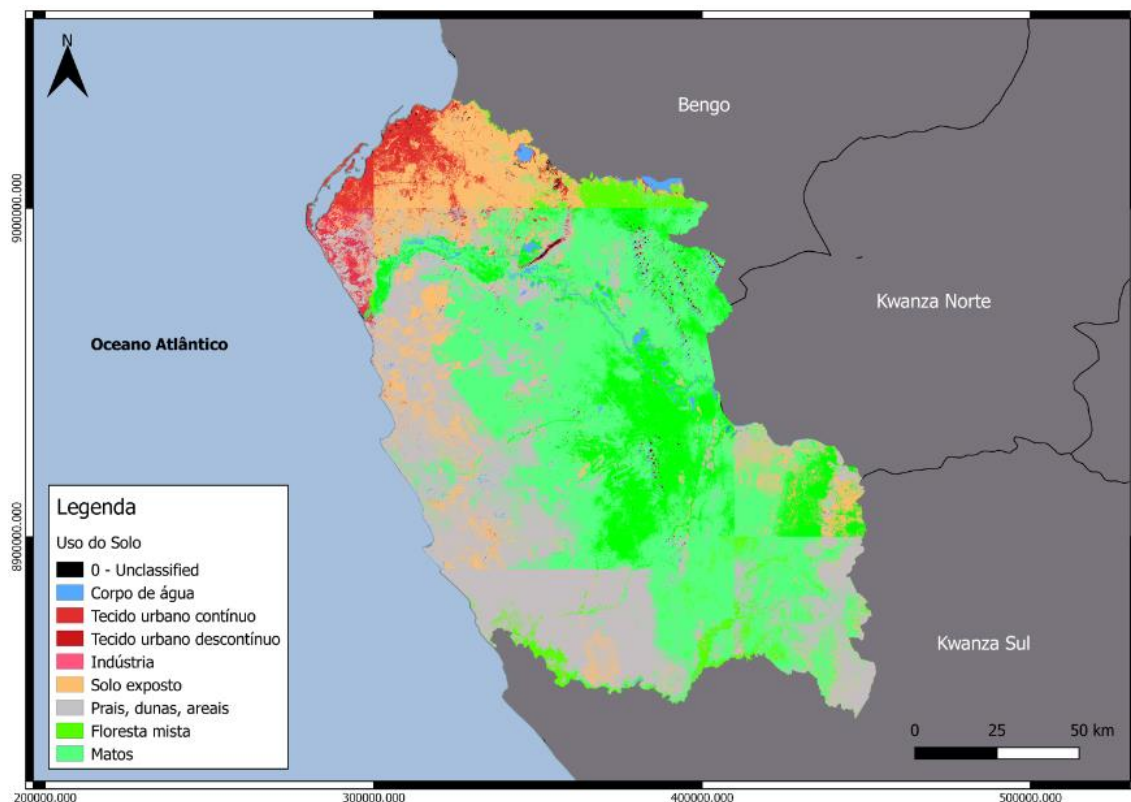 N
Bengo
9000000.000
Kwanza Norte
Oceano Atlântico
8900000.000
Kwanza Sul
Legenda
Uso do Solo
0 - Unclassified
Corpo de água
Tecido urbano contínuo
Tecido urbano descontínuo
Indústria
Solo exposto
Prais, dunas, areais
Floresta mista
Matos
0 25 50 km
200000.000 300000.000 400000.000 500000.000